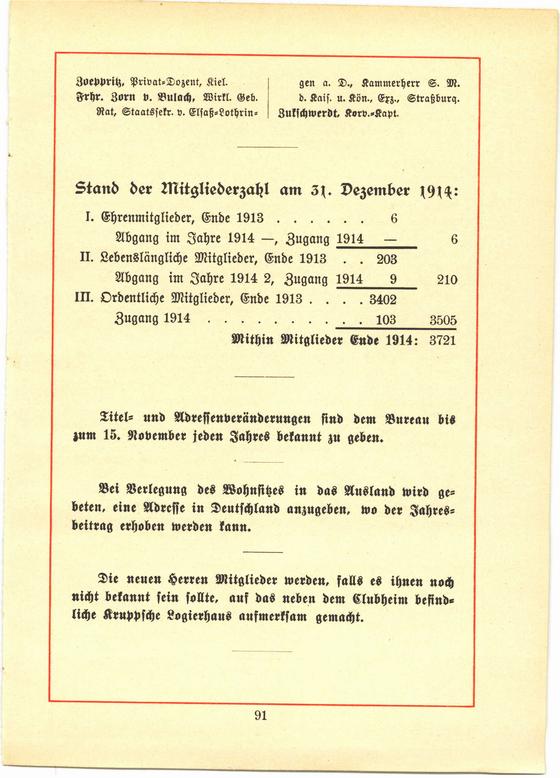 Zoeppritz, Privat-Dozent, Kiel.
Frhr. Zorn v. Bulach, Wirkl. Geb.
Rat, Staatssekr. v. Elsaß-Lothrin-
gen a. D., Kammerherr S. M.
d. Kais. u. Kön., Erz., Straßburg.
Zukschwerdt, Korv.-Kapt.
Stand der Mitgliederzahl am 31. Dezember 1914:
I. Ehrenmitglieder, Ende 1913 . . . . . . 6
Abgang im Jahre 1914 —, Zugang 1914 — 6
II. Lebenslängliche Mitglieder, Ende 1913 . . 203
Abgang im Jahre 1914 2, Zugang 1914 9 210
III. Ordentliche Mitglieder, Ende 1913 . . . . 3402
Zugang 1914 . . . . . . . . . . . 103 3505
Mithin Mitglieder Ende 1914: 3721
Titel- und Adressenveränderungen sind dem Bureau bis
zum 15. November jeden Jahres bekannt zu geben.
Bei Verlegung des Wohnsitzes in das Ausland wird ge-
beten, eine Adresse in Deutschland anzugeben, wo der Jahres-
beitrag erhoben werden kann.
Die neuen Herren Mitglieder werden, falls es ihnen noch
nicht bekannt sein sollte, auf das neben dem Clubheim befind-
liche Kruppsche Logierhaus aufmerksam gemacht.
91